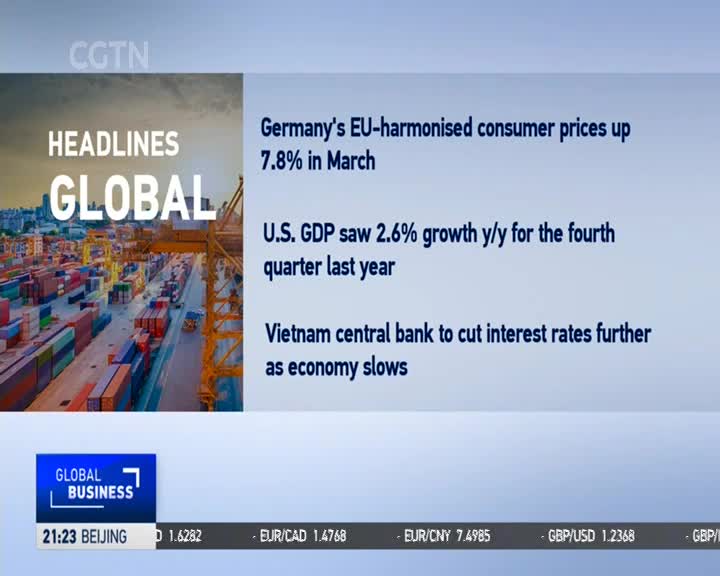 CGTN
HEADLINES
GLOBAL
Germany's EU-harmonised consumer prices up
7.8% in March
U.S. GDP saw 2.6% growth y/y for the fourth
quarter last year
Vietnam central bank to cut interest rates further
as economy slows
GLOBAL
BUSINESS
21:23 BEIJING
D 1.6282 - EUR/CAD 1.4768 - EUR/CNY 7.4985 - GBP/USD 1.2368 - GBP/